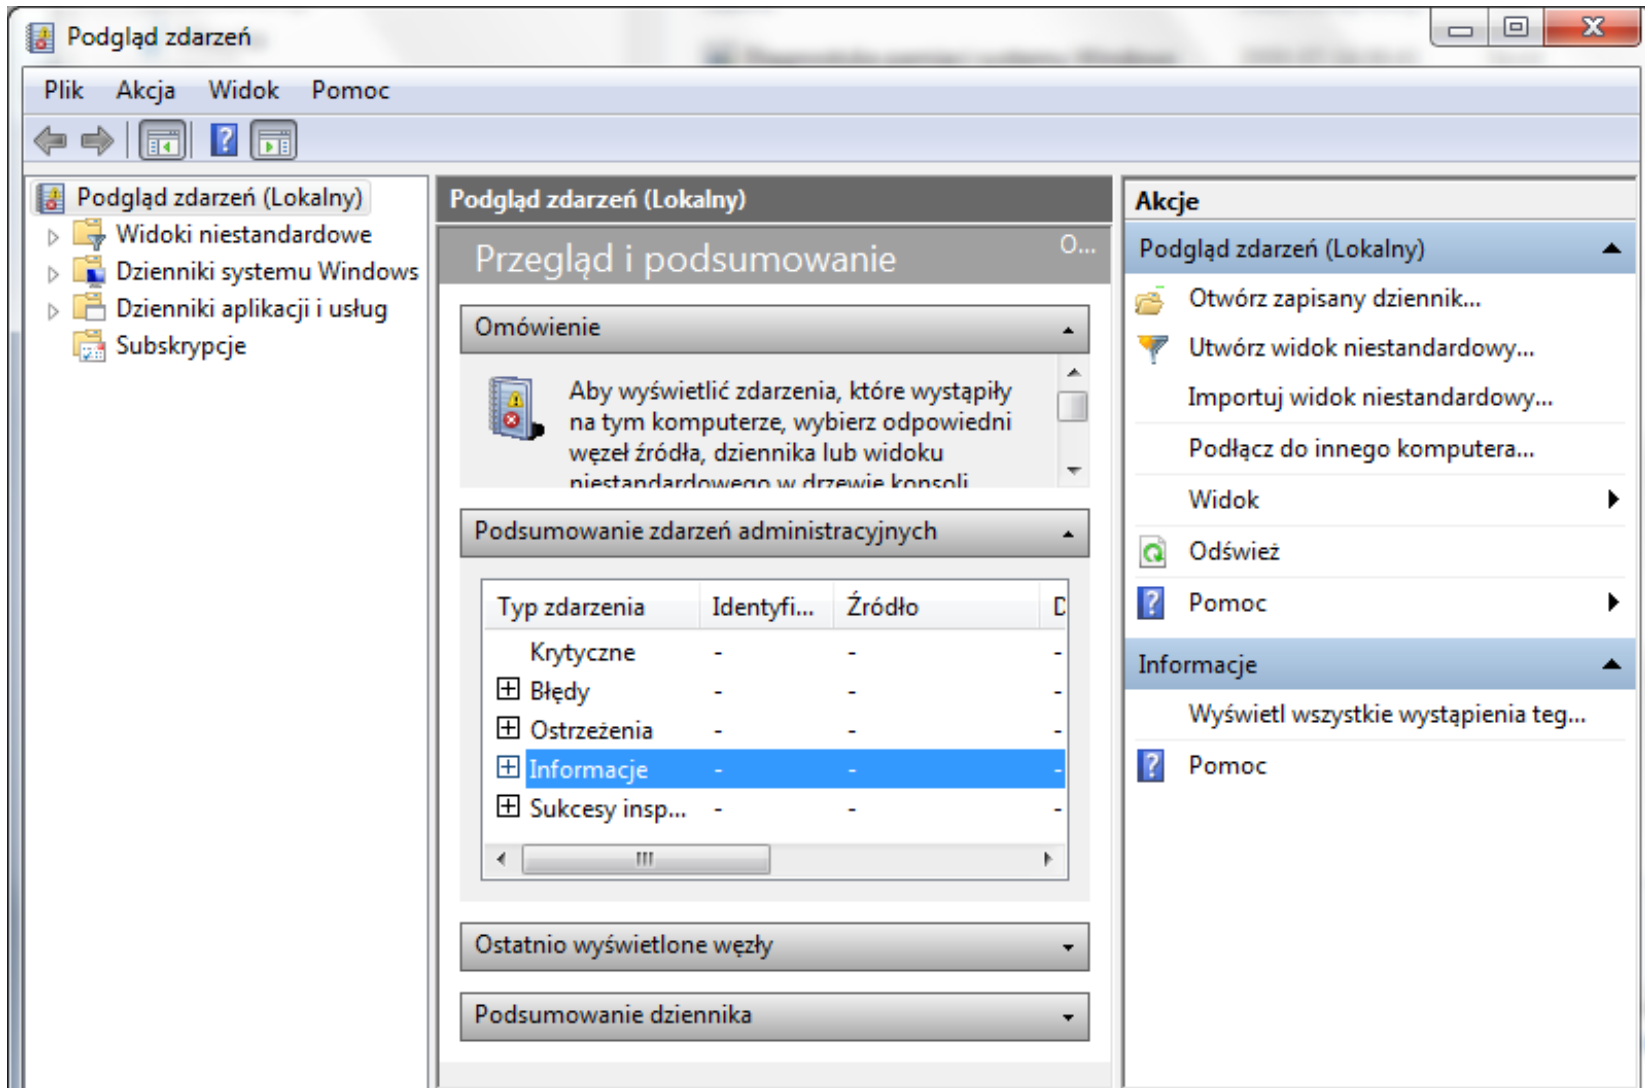 Podgląd zdarzeń
Plik Akcja Widok Pomoc
Podgląd zdarzeń (Lokalny)
Widoki niestandardowe
Dzienniki systemu Windows
Dzienniki aplikacji i usług
Subskrypcje
Podgląd zdarzeń (Lokalny)
Przegląd i podsumowanie O...
Omówienie
Aby wyświetlić zdarzenia, które wystąpiły
na tym komputerze, wybierz odpowiedni
węzeł źródła, dziennika lub widoku
niestandardowego w drzewie konsoli
Podsumowanie zdarzeń administracyjnych
Typ zdarzenia Identyfi... Źródło D
Krytyczne - - -
Błędy - - -
Ostrzeżenia - - -
Informacje - - -
Sukcesy insp... - - -
Ostatnio wyświetlone węzły
Podsumowanie dziennika
Akcje
Podgląd zdarzeń (Lokalny)
Otwórz zapisany dziennik...
Utwórz widok niestandardowy...
Importuj widok niestandardowy...
Podłącz do innego komputera...
Widok
Odśwież
Pomoc
Informacje
Wyświetl wszystkie wystąpienia teg...
Pomoc